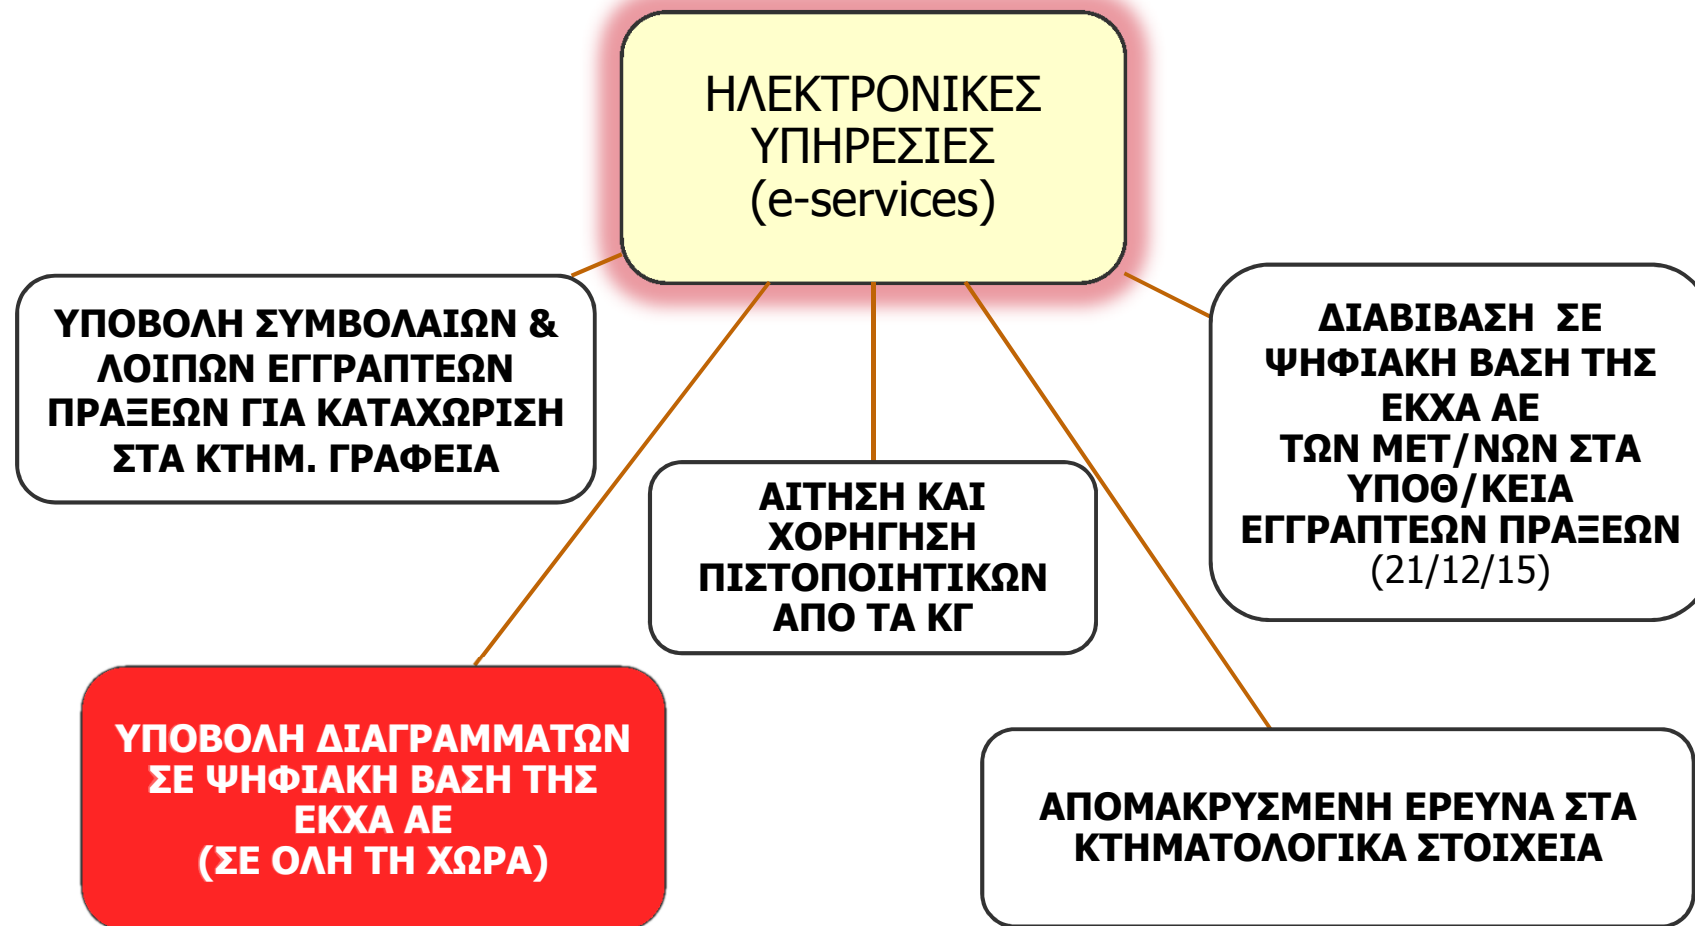 ΗΛΕΚΤΡΟΝΙΚΕΣ
ΥΠΗΡΕΣΙΕΣ
(e-services)
ΥΠΟΒΟΛΗ ΣΥΜΒΟΛΑΙΩΝ &
ΛΟΙΠΩΝ ΕΓΓΡΑΠΤΕΩΝ
ΠΡΑΞΕΩΝ ΓΙΑ ΚΑΤΑΧΩΡΙΣΗ
ΣΤΑ ΚΤΗΜ. ΓΡΑΦΕΙΑ
ΔΙΑΒΙΒΑΣΗ ΣΕ
ΨΗΦΙΑΚΗ ΒΑΣΗ ΤΗΣ
ΕΚΧΑ ΑΕ
ΤΩΝ ΜΕΤ/ΝΩΝ ΣΤΑ
ΥΠΟΘ/ΚΕΙΑ
ΕΓΓΡΑΠΤΕΩΝ ΠΡΑΞΕΩΝ
(21/12/15)
ΑΙΤΗΣΗ ΚΑΙ
ΧΟΡΗΓΗΣΗ
ΠΙΣΤΟΠΟΙΗΤΙΚΩΝ
ΑΠΟ ΤΑ ΚΓ
ΥΠΟΒΟΛΗ ΔΙΑΓΡΑΜΜΑΤΩΝ
ΣΕ ΨΗΦΙΑΚΗ ΒΑΣΗ ΤΗΣ
ΕΚΧΑ ΑΕ
(ΣΕ ΟΛΗ ΤΗ ΧΩΡΑ)
ΑΠΟΜΑΚΡΥΣΜΕΝΗ ΕΡΕΥΝΑ ΣΤΑ
ΚΤΗΜΑΤΟΛΟΓΙΚΑ ΣΤΟΙΧΕΙΑ